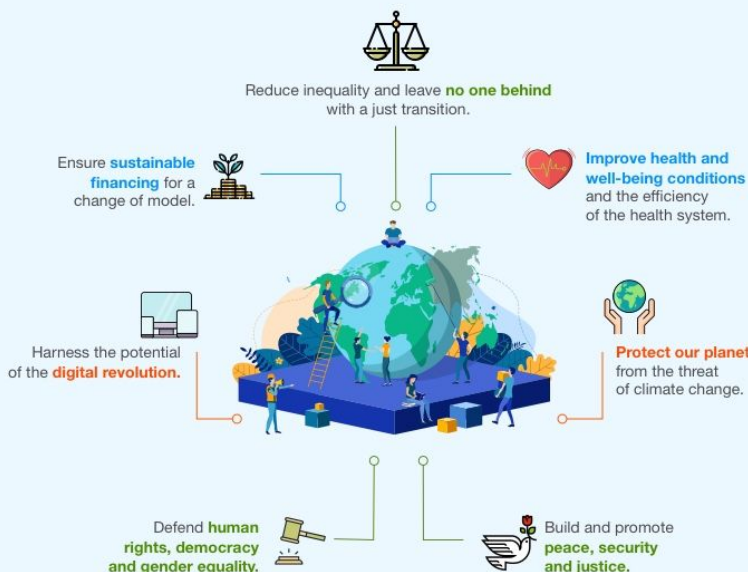 Reduce inequality and leave no one behind
with a just transition.
Ensure sustainable
financing for a
change of model.
Improve health and
well-being conditions
and the efficiency
of the health system.
Harness the potential
of the digital revolution.
Protect our planet
from the threat
of climate change.
Defend human
rights, democracy
and gender equality.
Build and promote
peace, security
and justice.